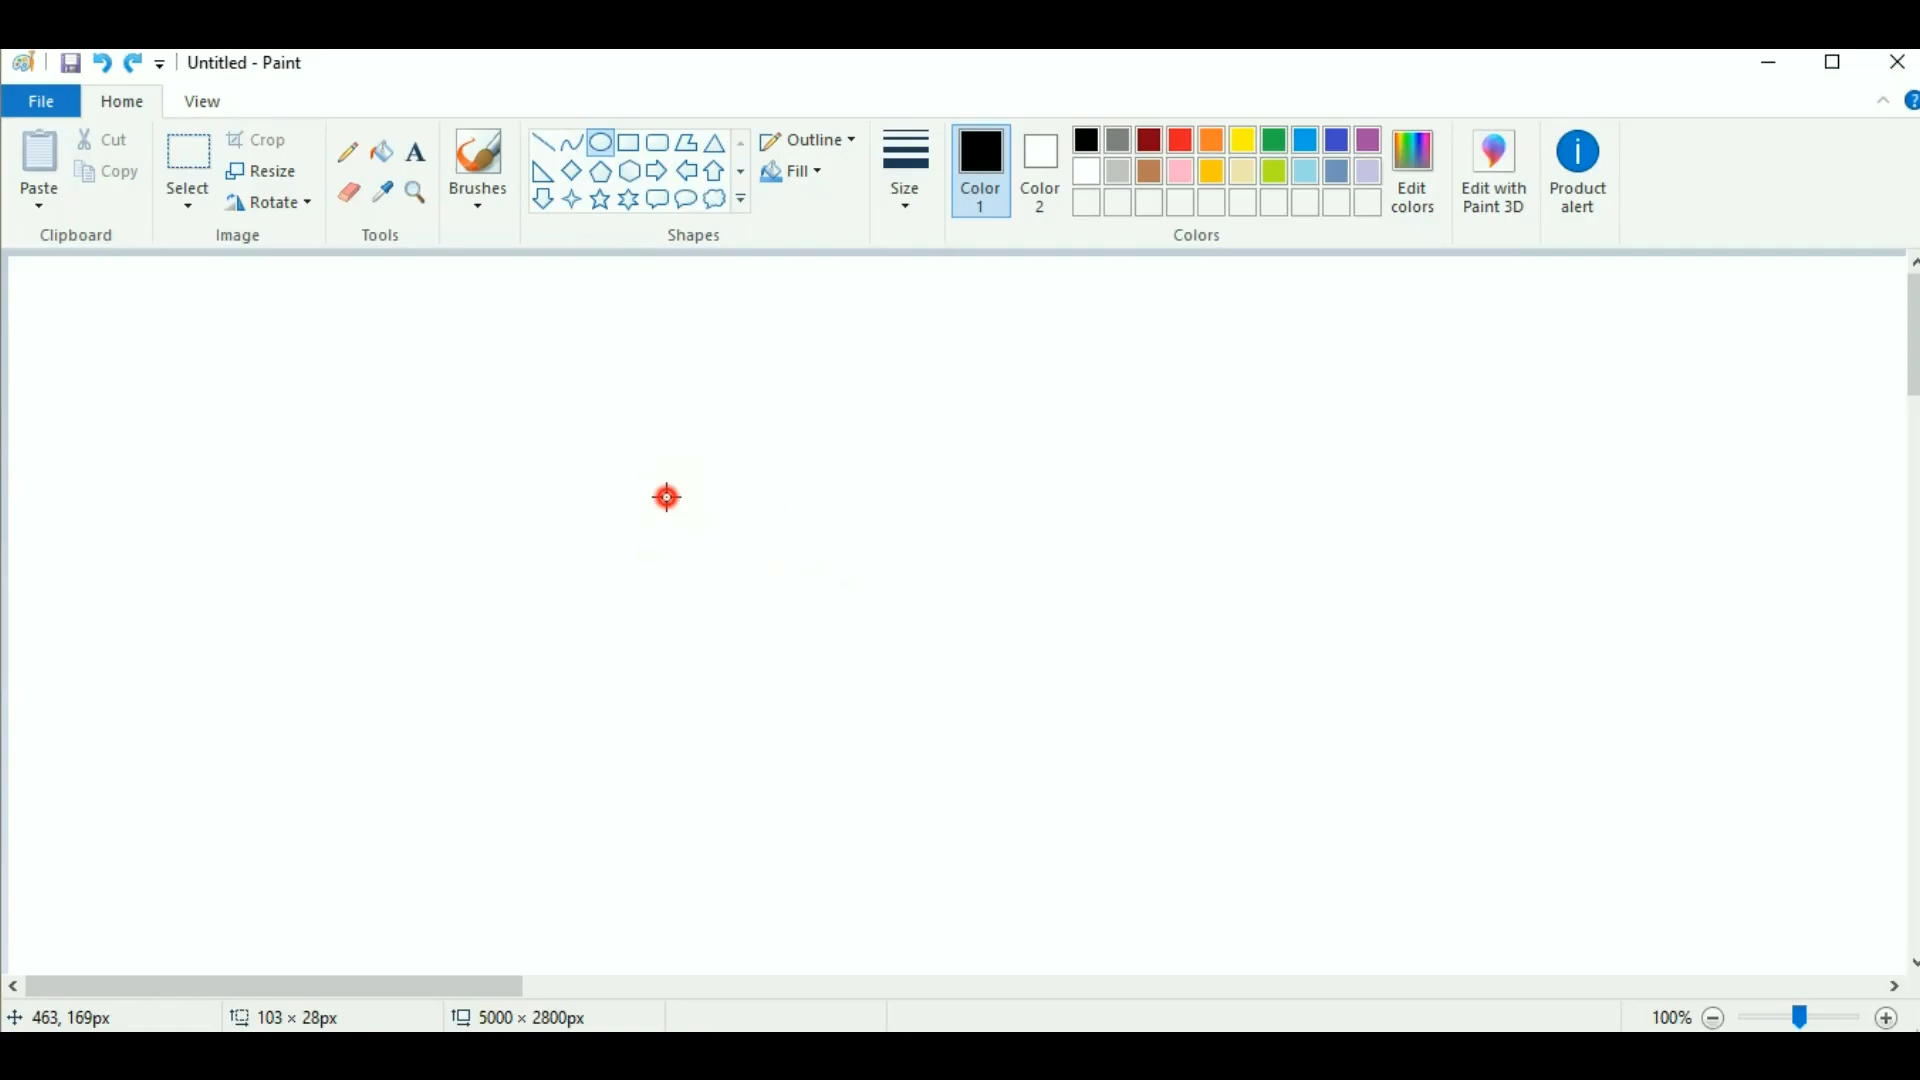 Untitled - Paint
File Home View
Paste
Cut
Copy
Clipboard
Select
Crop
Resize
Rotate
Image
Tools
Brushes
Outline
Fill
Shapes
Size
Color
1
Color
2
Edit
colors
Colors
Edit with
Paint 3D
Product
alert
463, 169px
103 × 28px
5000 × 2800px
100%